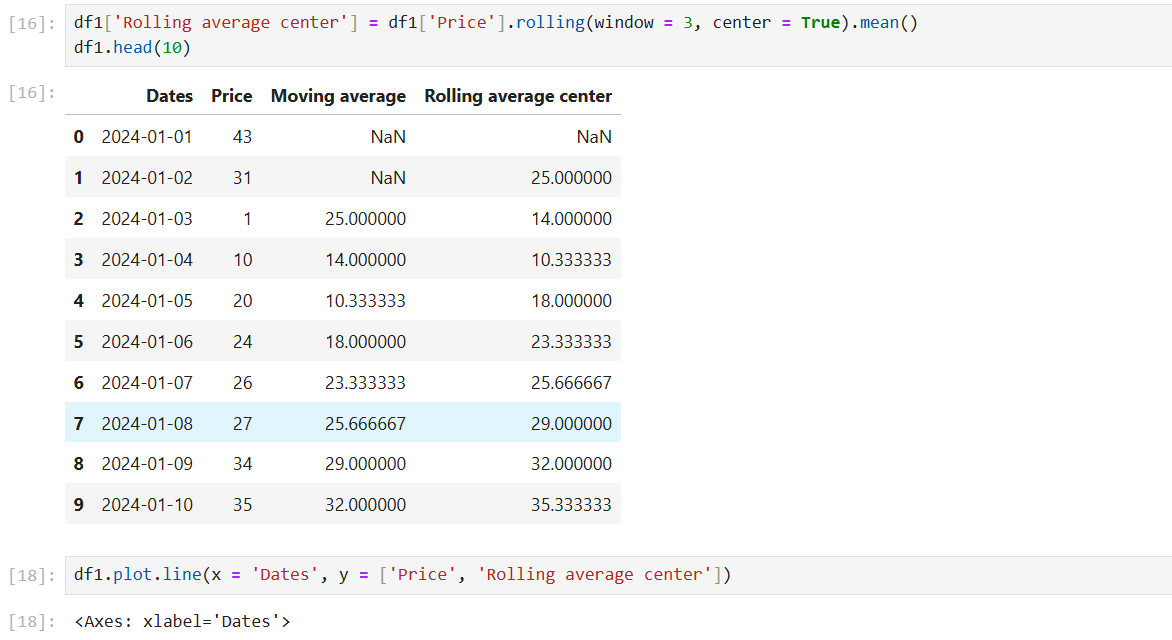 [16]: df1['Rolling average center'] = df1['Price'].rolling(window = 3, center = True).mean()
df1.head(10)
[16]: Dates Price Moving average Rolling average center
0 2024-01-01 43 NaN NaN
1 2024-01-02 31 NaN 25.000000
2 2024-01-03 1 25.000000 14.000000
3 2024-01-04 10 14.000000 10.333333
4 2024-01-05 20 10.333333 18.000000
5 2024-01-06 24 18.000000 23.333333
6 2024-01-07 26 23.333333 25.666667
7 2024-01-08 27 25.666667 29.000000
8 2024-01-09 34 29.000000 32.000000
9 2024-01-10 35 32.000000 35.333333
[18]: df1.plot.line(x = 'Dates', y = ['Price', 'Rolling average center'])
[18]: <Axes: xlabel='Dates'>